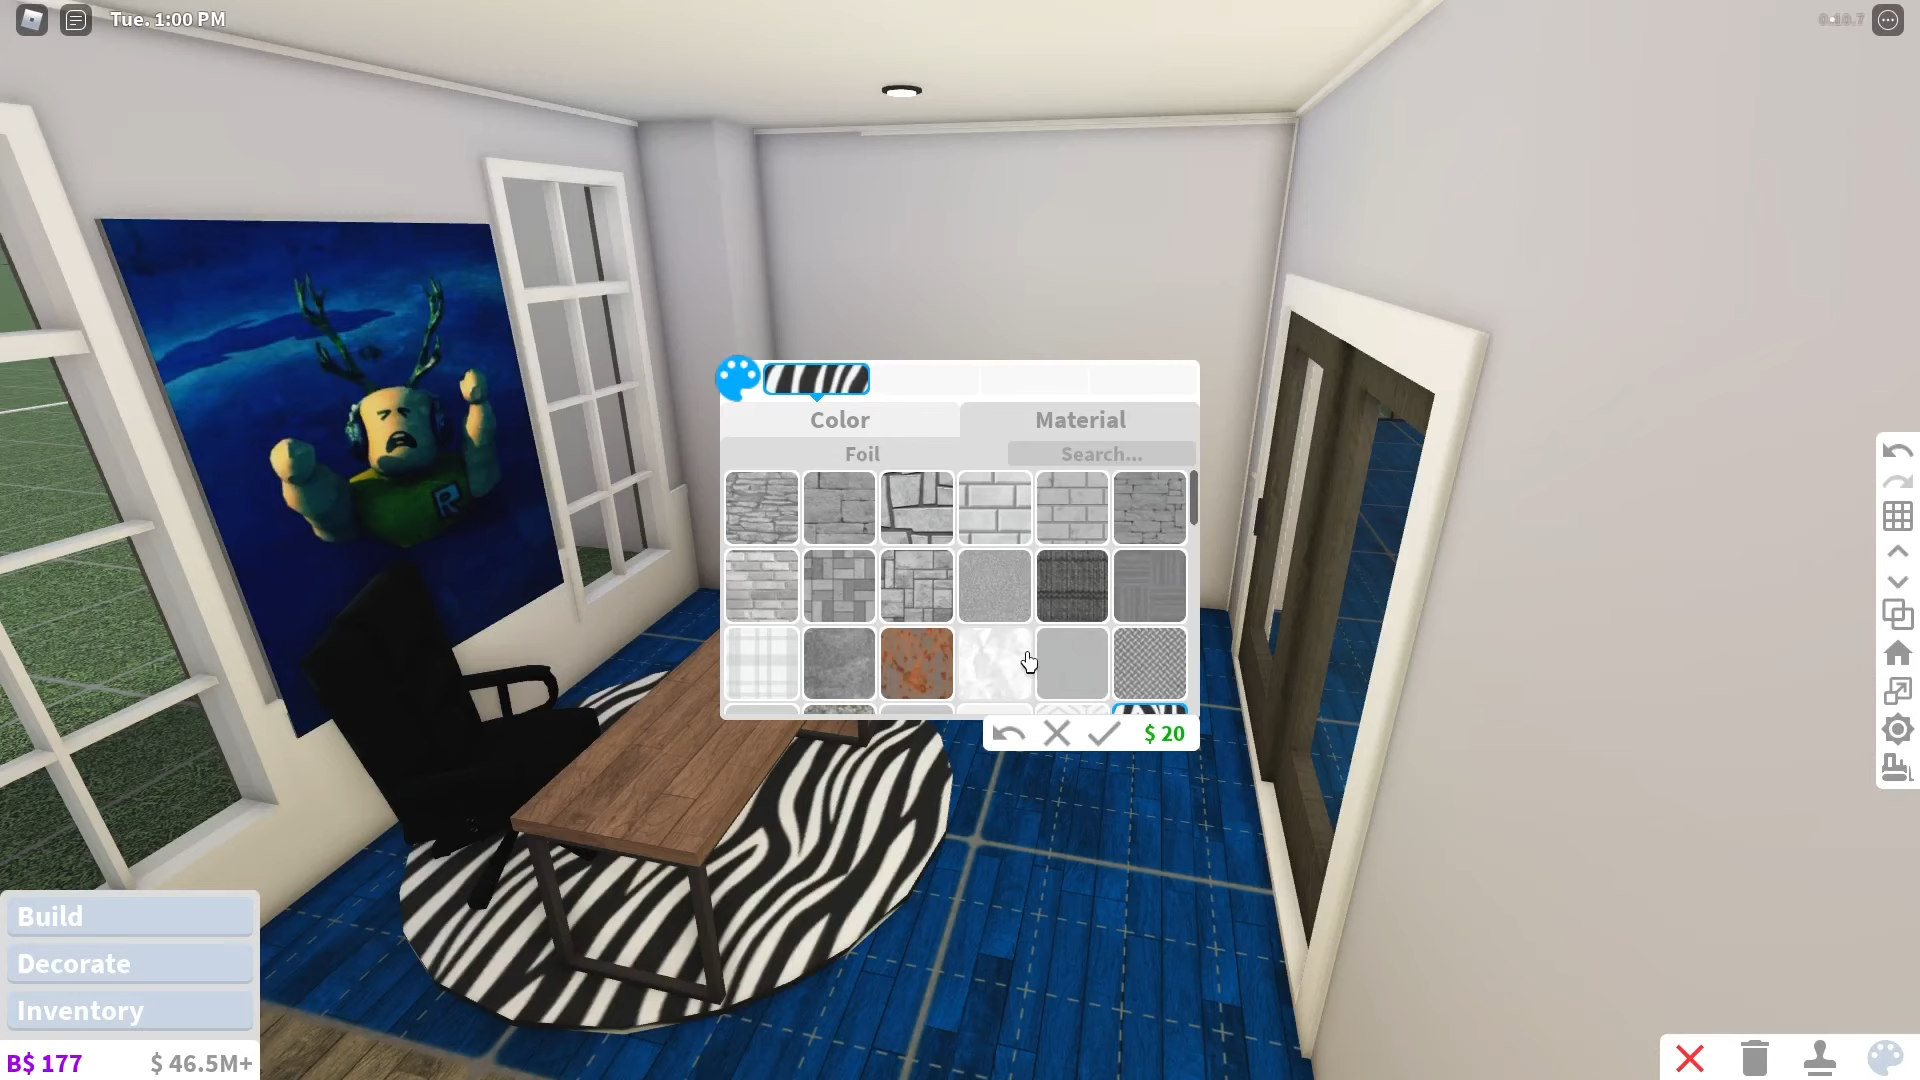 Tue. 1:00 PM
Color
Material
Foil
Search...
$ 20
Build
Decorate
Inventory
B$ 177
$ 46.5M+
R